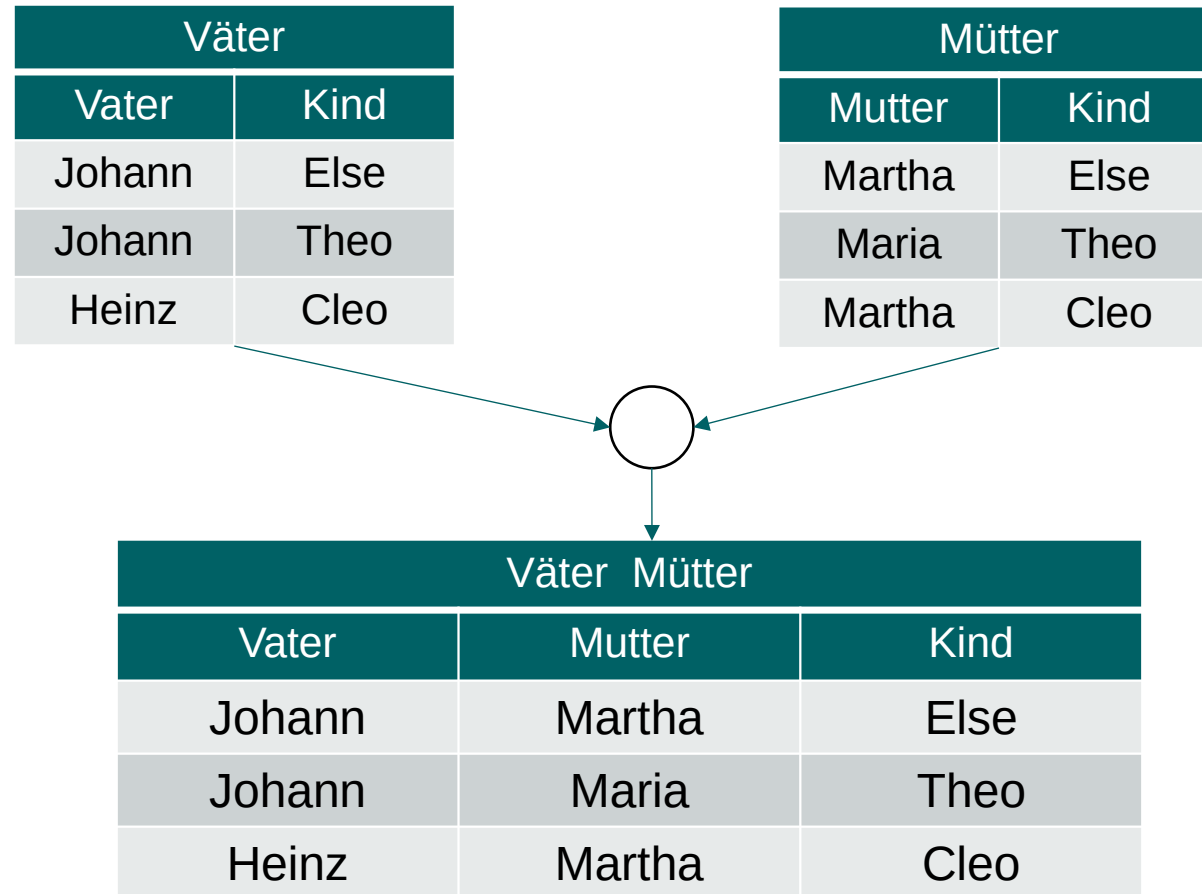 Väter
Vater Kind
Johann Else
Johann Theo
Heinz Cleo
Mütter
Mutter Kind
Martha Else
Maria Theo
Martha Cleo
Väter Mütter
Vater Mutter Kind
Johann Martha Else
Johann Maria Theo
Heinz Martha Cleo